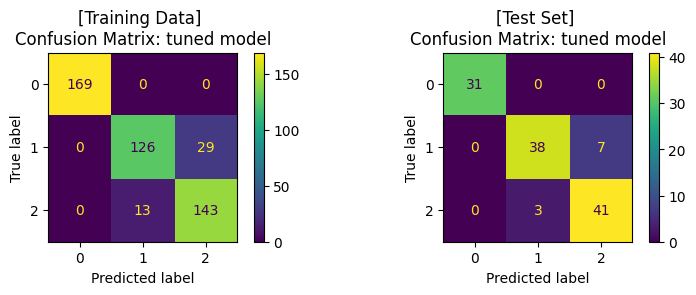 [Training Data]
Confusion Matrix: tuned model
True label
0
1
2
169 0 0
0 126 29
0 13 143
0 1 2
Predicted label
150
100
50
0
[Test Set]
Confusion Matrix: tuned model
True label
0
1
2
31 0 0
0 38 7
0 3 41
0 1 2
Predicted label
40
30
20
10
0